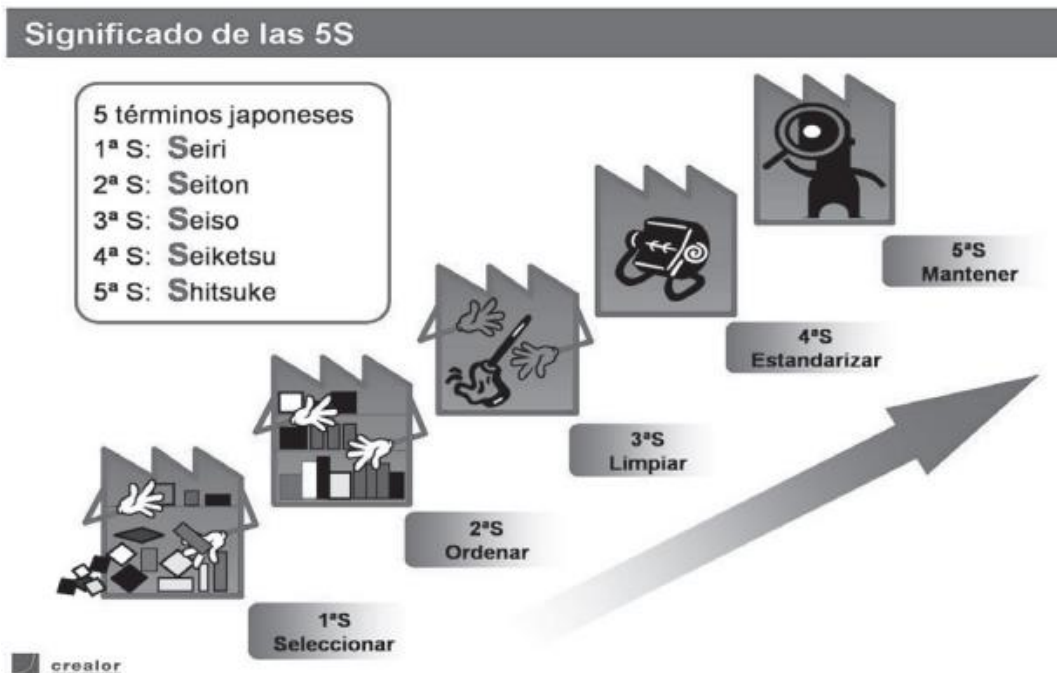 Significado de las 5S
5 términos japoneses
1ª S: Seiri
2ª S: Seiton
3ª S: Seiso
4ª S: Seiketsu
5ª S: Shitsuke
5ªS
Mantener
4ªS
Estandarizar
3ªS
Limpiar
2ªS
Ordenar
1ªS
Seleccionar
crealor